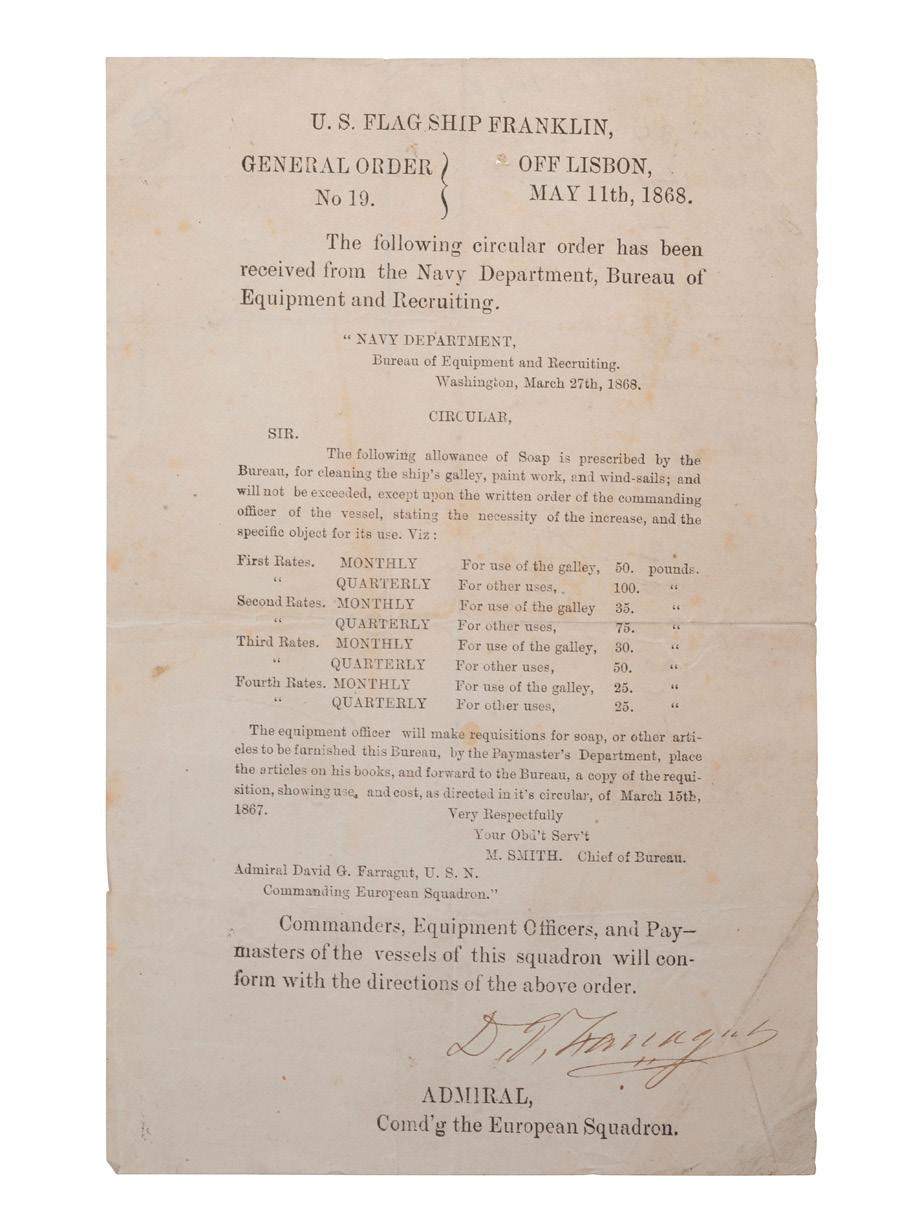 U. S. FLAG SHIP FRANKLIN,
GENERAL ORDER
No 19.
OFF LISBON,
MAY 11th, 1868.
The following circular order has been
received from the Navy Department, Bureau of
Equipment and Recruiting.
“ NAVY DEPARTMENT,
Bureau of Equipment and Recruiting.
Washington, March 27th, 1868.
CIRCULAR,
SIR.
The following allowance of Soap is prescribed by the
Bureau, for cleaning the ship's galley, paint work, and wind-sails; and
will not be exceeded, except upon the written order of the commanding
officer of the vessel, stating the necessity of the increase, and the
specific object for its use. Viz :
First Rates. MONTHLY For use of the galley, 50. pounds.
“ QUARTERLY For other uses, 100. “
Second Rates. MONTHLY For use of the galley 35. “
“ QUARTERLY For other uses, 75. “
Third Rates. MONTHLY For use of the galley, 30. “
“ QUARTERLY For other uses, 50. “
Fourth Rates. MONTHLY For use of the galley, 25. “
“ QUARTERLY For other uses, 25. “
The equipment officer will make requisitions for soap, or other arti-
cles to be furnished this Bureau, by the Paymaster's Department, place
the articles on his books, and forward to the Bureau, a copy of the requi-
sition, showing use, and cost, as directed in it's circular, of March 15th,
1867.
Very Respectfully
Your Obd't Serv't
M. SMITH. Chief of Bureau.
Admiral David G. Farragut, U. S. N.
Commanding European Squadron.”
Commanders, Equipment Officers, and Pay–
masters of the vessels of this squadron will con-
form with the directions of the above order.
D. G. Farragut
ADMIRAL,
Comd'g the European Squadron.